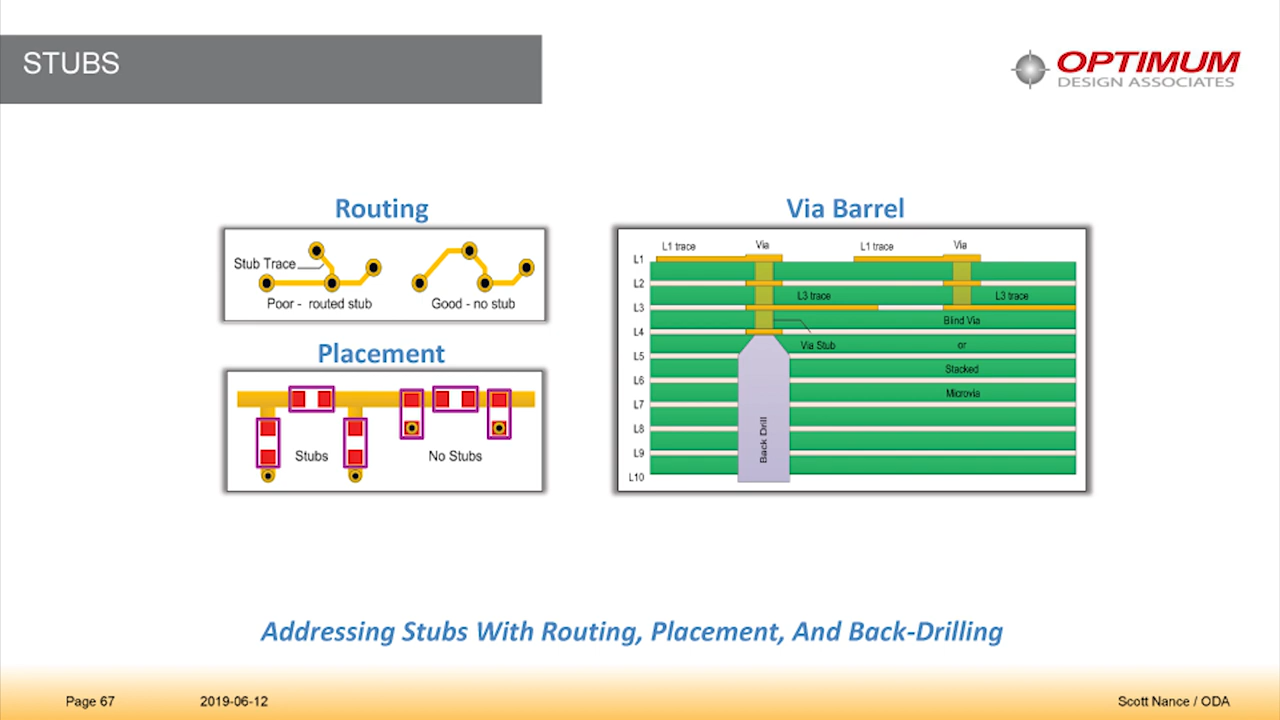 STUBS
OPTIMUM
DESIGN ASSOCIATES
Routing
Stub Trace
Poor - routed stub
Good - no stub
Placement
Stubs
No Stubs
Via Barrel
L1 trace
Via
L1 trace
Via
L1
L2
L3 trace
L3 trace
L3
Blind Via
L4
Via Stub
or
L5
Stacked
L6
Microvia
L7
L8
Back Drill
L9
L10
Addressing Stubs With Routing, Placement, And Back-Drilling
Page 67
2019-06-12
Scott Nance / ODA